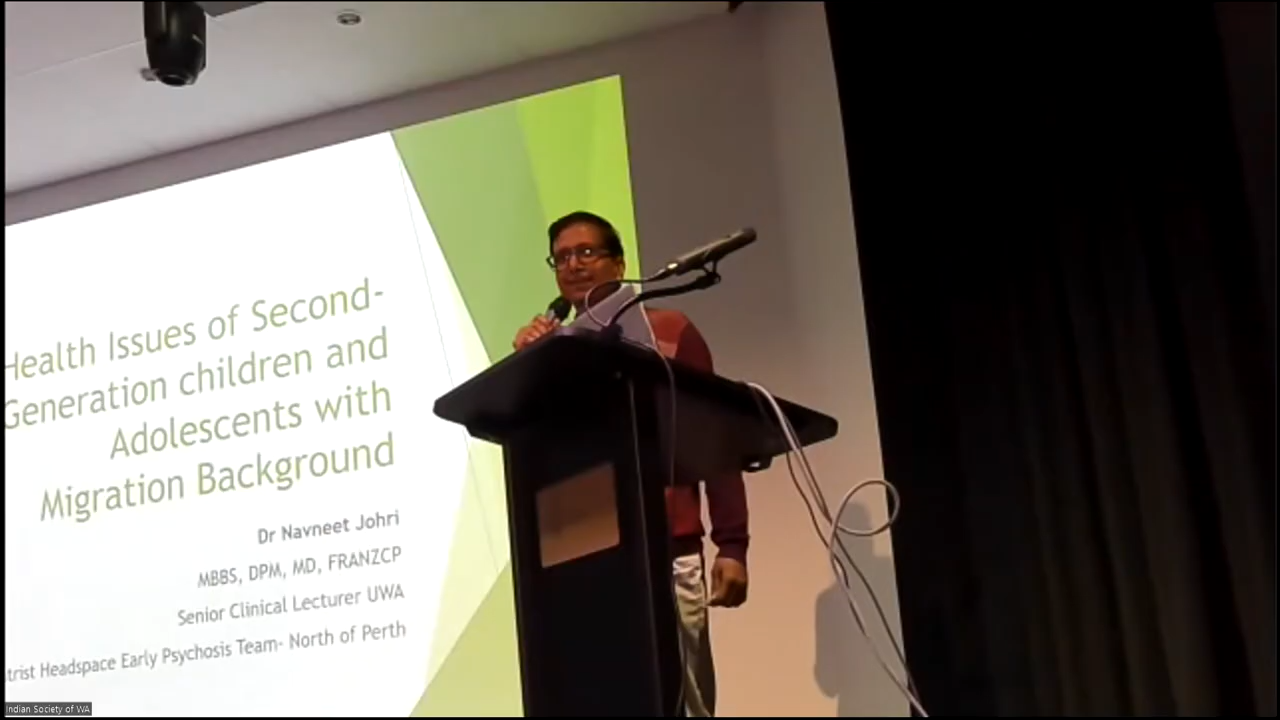 Health Issues of Second-
Generation children and
Adolescents with
Migration Background
Dr Navneet Johri
MBBS, DPM, MD, FRANZCP
Senior Clinical Lecturer UWA
trist Headspace Early Psychosis Team- North of Perth
Indian Society of WA